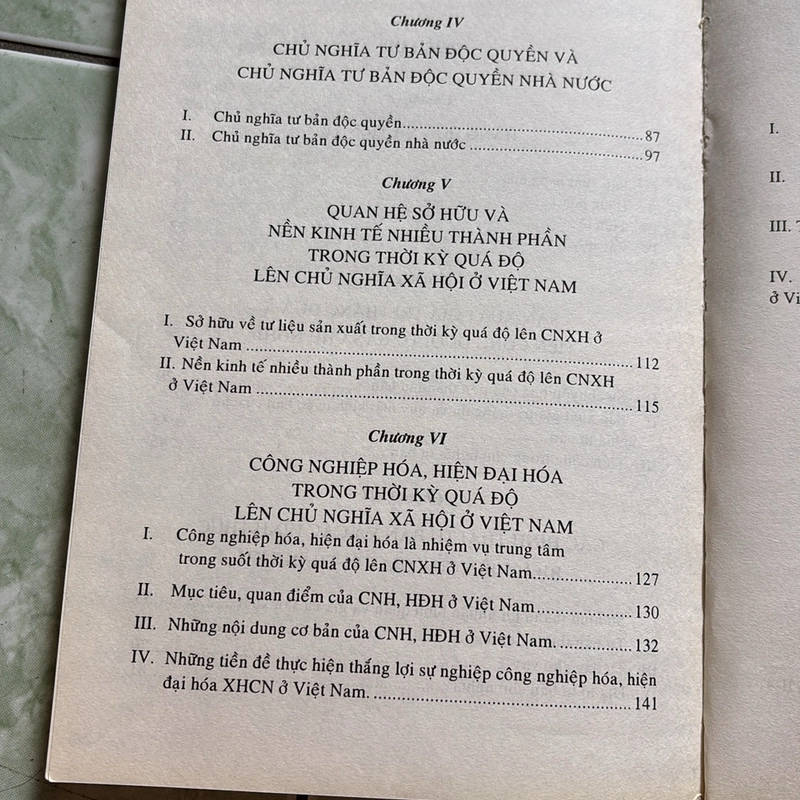 Chương IV
CHỦ NGHĨA TƯ BẢN ĐỘC QUYỀN VÀ
CHỦ NGHĨA TƯ BẢN ĐỘC QUYỀN NHÀ NƯỚC
I. Chủ nghĩa tư bản độc quyền.......................................87
II. Chủ nghĩa tư bản độc quyền nhà nước ............................97
Chương V
QUAN HỆ SỞ HỮU VÀ
NỀN KINH TẾ NHIỀU THÀNH PHẦN
TRONG THỜI KỲ QUÁ ĐỘ
LÊN CHỦ NGHĨA XÃ HỘI Ở VIỆT NAM
I. Sở hữu về tư liệu sản xuất trong thời kỳ quá độ lên CNXH ở
Việt Nam .......................................................... 112
II. Nền kinh tế nhiều thành phần trong thời kỳ quá độ lên CNXH
ở Việt Nam ........................................................ 115
Chương VI
CÔNG NGHIỆP HÓA, HIỆN ĐẠI HÓA
TRONG THỜI KỲ QUÁ ĐỘ
LÊN CHỦ NGHĨA XÃ HỘI Ở VIỆT NAM
I. Công nghiệp hóa, hiện đại hóa là nhiệm vụ trung tâm
trong suốt thời kỳ quá độ lên CNXH ở Việt Nam.................. 127
II. Mục tiêu, quan điểm của CNH, HĐH ở Việt Nam .................. 130
III. Những nội dung cơ bản của CNH, HĐH ở Việt Nam. ............... 132
IV. Những tiền đề thực hiện thắng lợi sự nghiệp công nghiệp hóa, hiện
đại hóa XHCN ở Việt Nam. .......................................... 141
I.
II.
III.
IV.
ở